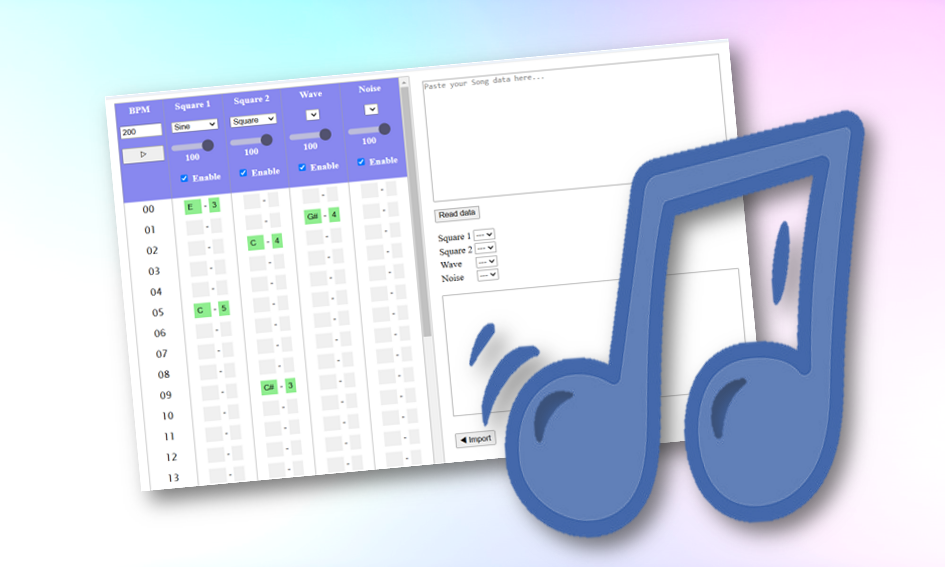 BPM Square 1 Square 2 Wave Noise
200 Sine Square
▷ 100 100 100 100
Enable Enable Enable Enable
00 E - 3 - - -
01 - - G# - 4 -
02 - C - 4 - -
03 - - - -
04 - - - -
05 C - 5 - - -
06 - - - -
07 - - - -
08 - - - -
09 - C# - 3 - -
10 - - - -
11 - - - -
12 - - - -
13 - - - -
Paste your Song data here...
Read data
Square 1 ---
Square 2 ---
Wave ---
Noise ---
◀ Import